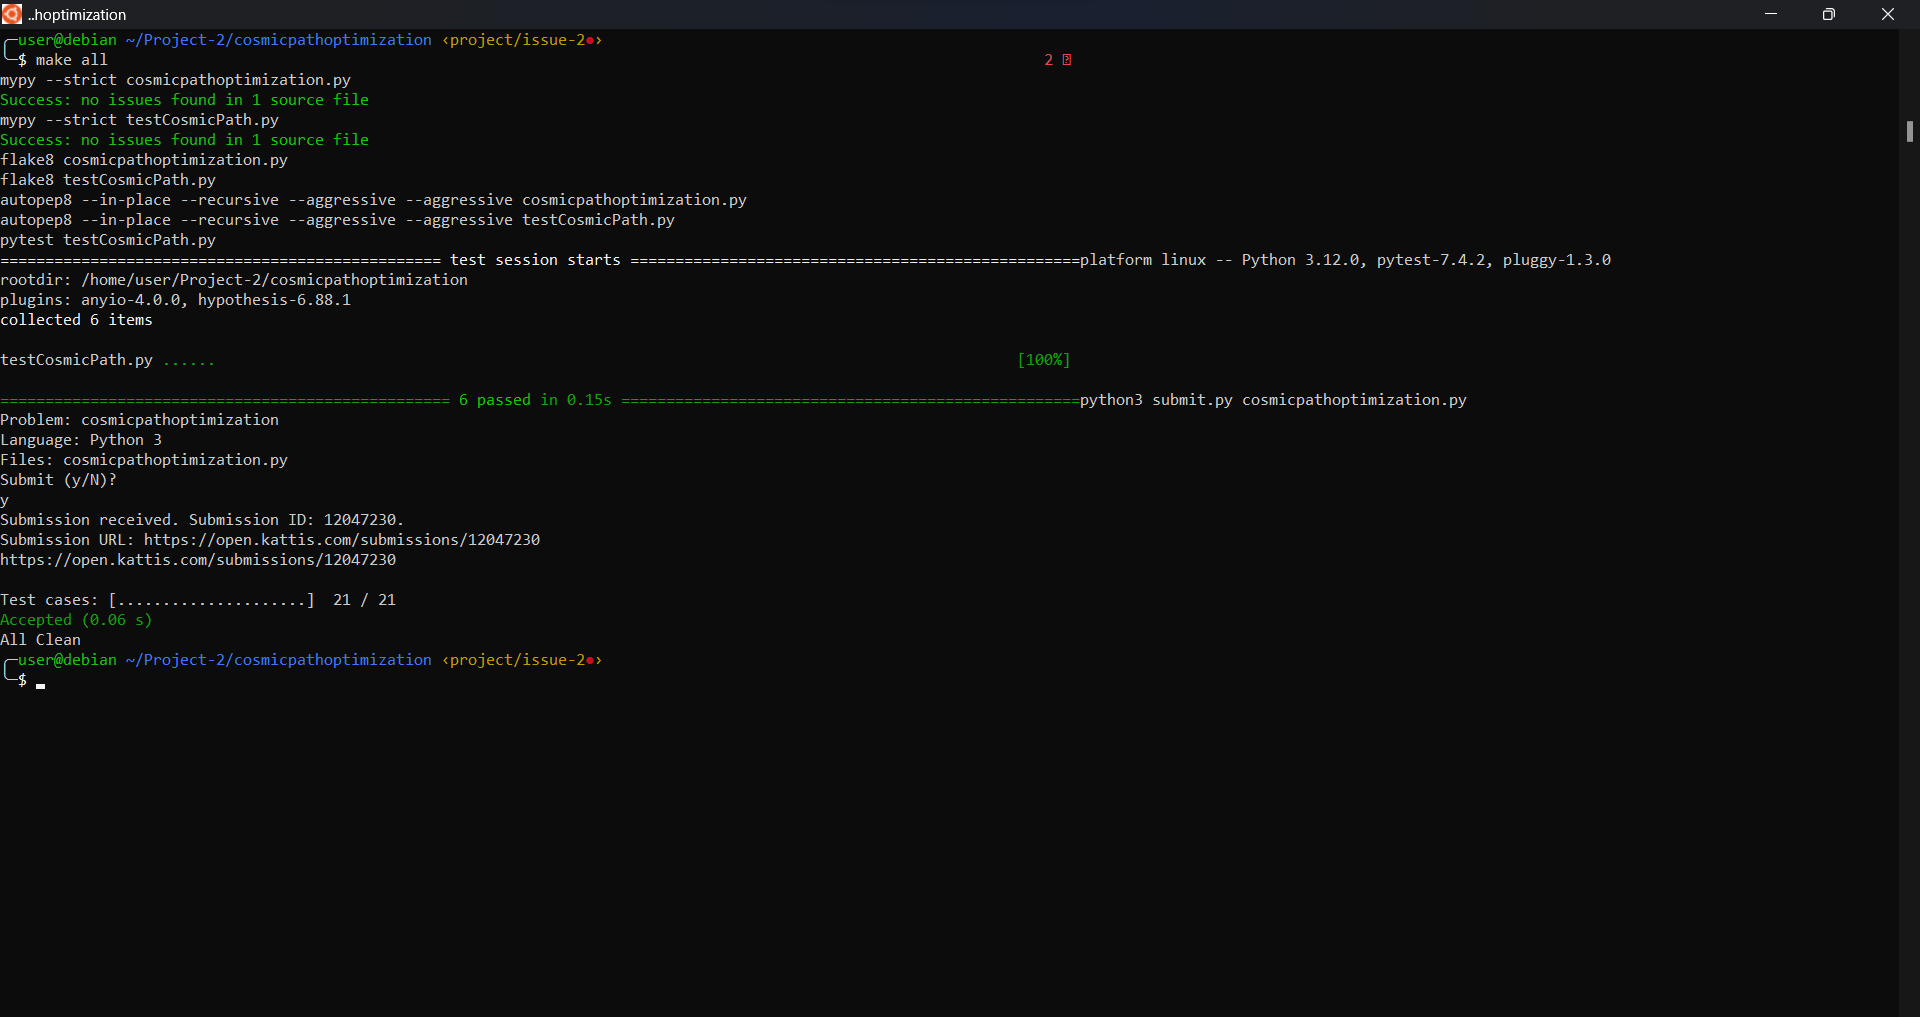 ..hoptimization
user@debian ~/Project-2/cosmicpathoptimization ‹project/issue-2●›
$ make all 2
mypy --strict cosmicpathoptimization.py
Success: no issues found in 1 source file
mypy --strict testCosmicPath.py
Success: no issues found in 1 source file
flake8 cosmicpathoptimization.py
flake8 testCosmicPath.py
autopep8 --in-place --recursive --aggressive --aggressive cosmicpathoptimization.py
autopep8 --in-place --recursive --aggressive --aggressive testCosmicPath.py
pytest testCosmicPath.py
================================================= test session starts ==================================================platform linux -- Python 3.12.0, pytest-7.4.2, pluggy-1.3.0
rootdir: /home/user/Project-2/cosmicpathoptimization
plugins: anyio-4.0.0, hypothesis-6.88.1
collected 6 items
testCosmicPath.py ...... [100%]
================================================== 6 passed in 0.15s ===================================================python3 submit.py cosmicpathoptimization.py
Problem: cosmicpathoptimization
Language: Python 3
Files: cosmicpathoptimization.py
Submit (y/N)?
y
Submission received. Submission ID: 12047230.
Submission URL: https://open.kattis.com/submissions/12047230
https://open.kattis.com/submissions/12047230
Test cases: [.....................]  21 / 21
Accepted (0.06 s)
All Clean
user@debian ~/Project-2/cosmicpathoptimization ‹project/issue-2●›
$